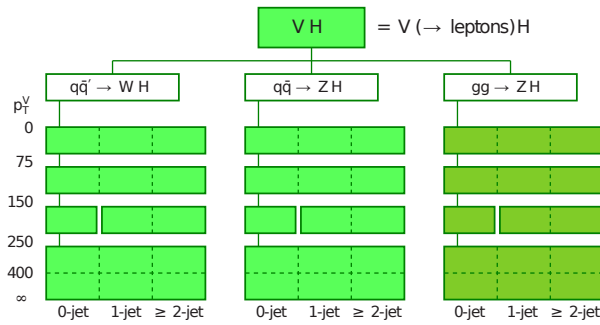 V H = V (→ leptons) H
qq̄′ → W H qq̄ → Z H gg → Z H
p_T^V
0
75
150
250
400
∞
0-jet 1-jet ≥ 2-jet 0-jet 1-jet ≥ 2-jet 0-jet 1-jet ≥ 2-jet